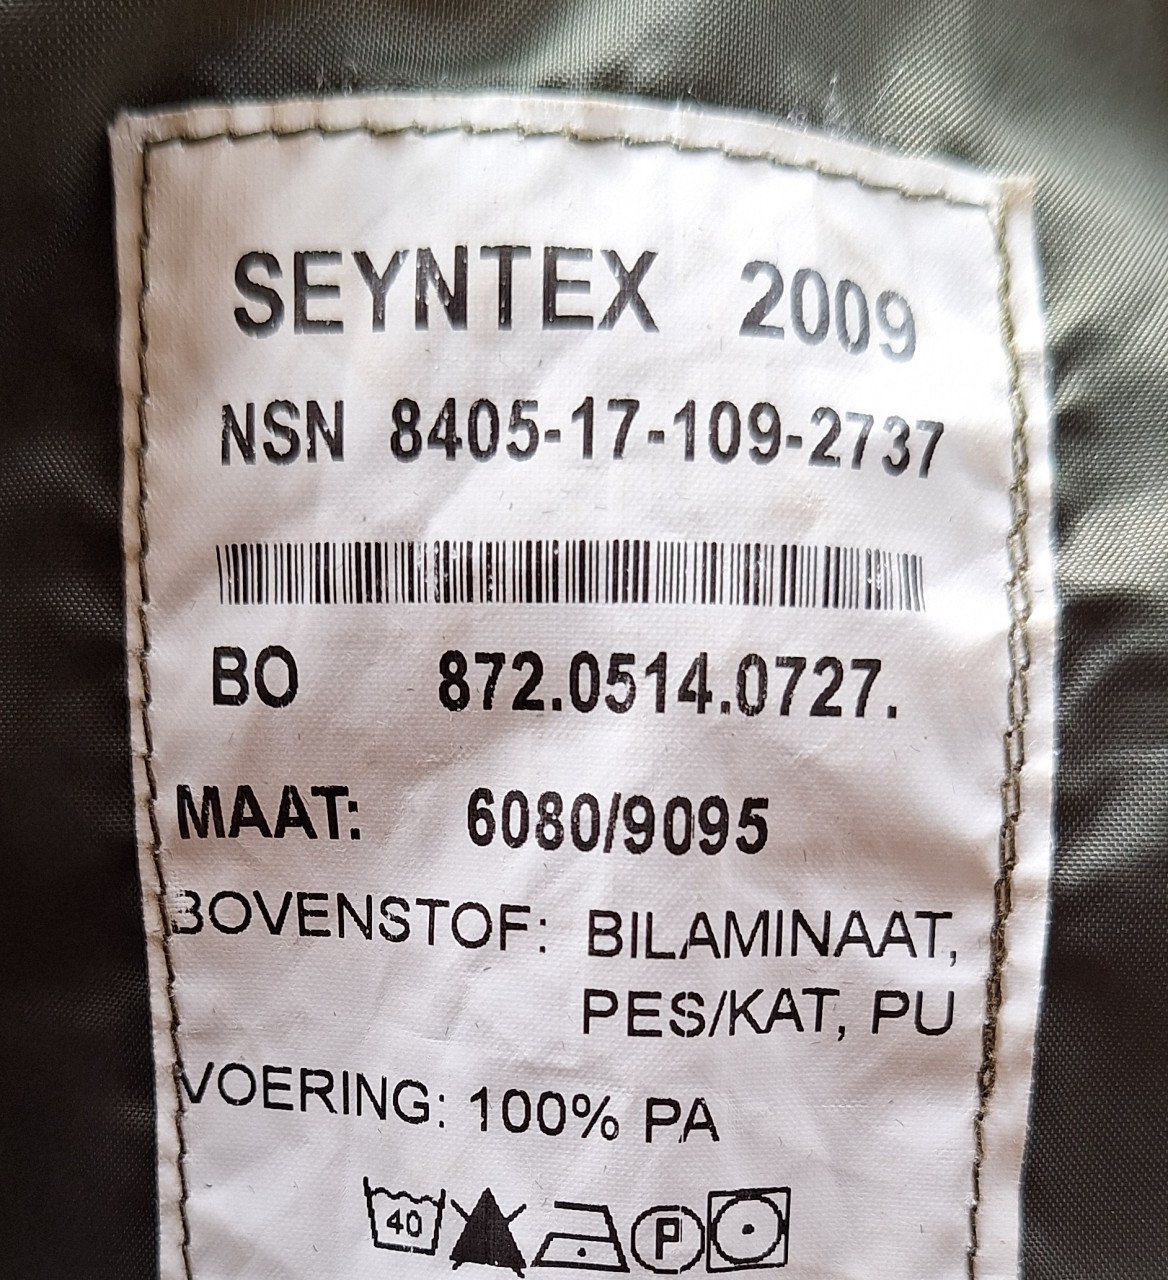 SEYNTEX 2009
NSN 8405-17-109-2737
BO 872.0514.0727.
MAAT: 6080/9095
BOVENSTOF: BILAMINAAT,
PES/KAT, PU
VOERING: 100% PA
40 P